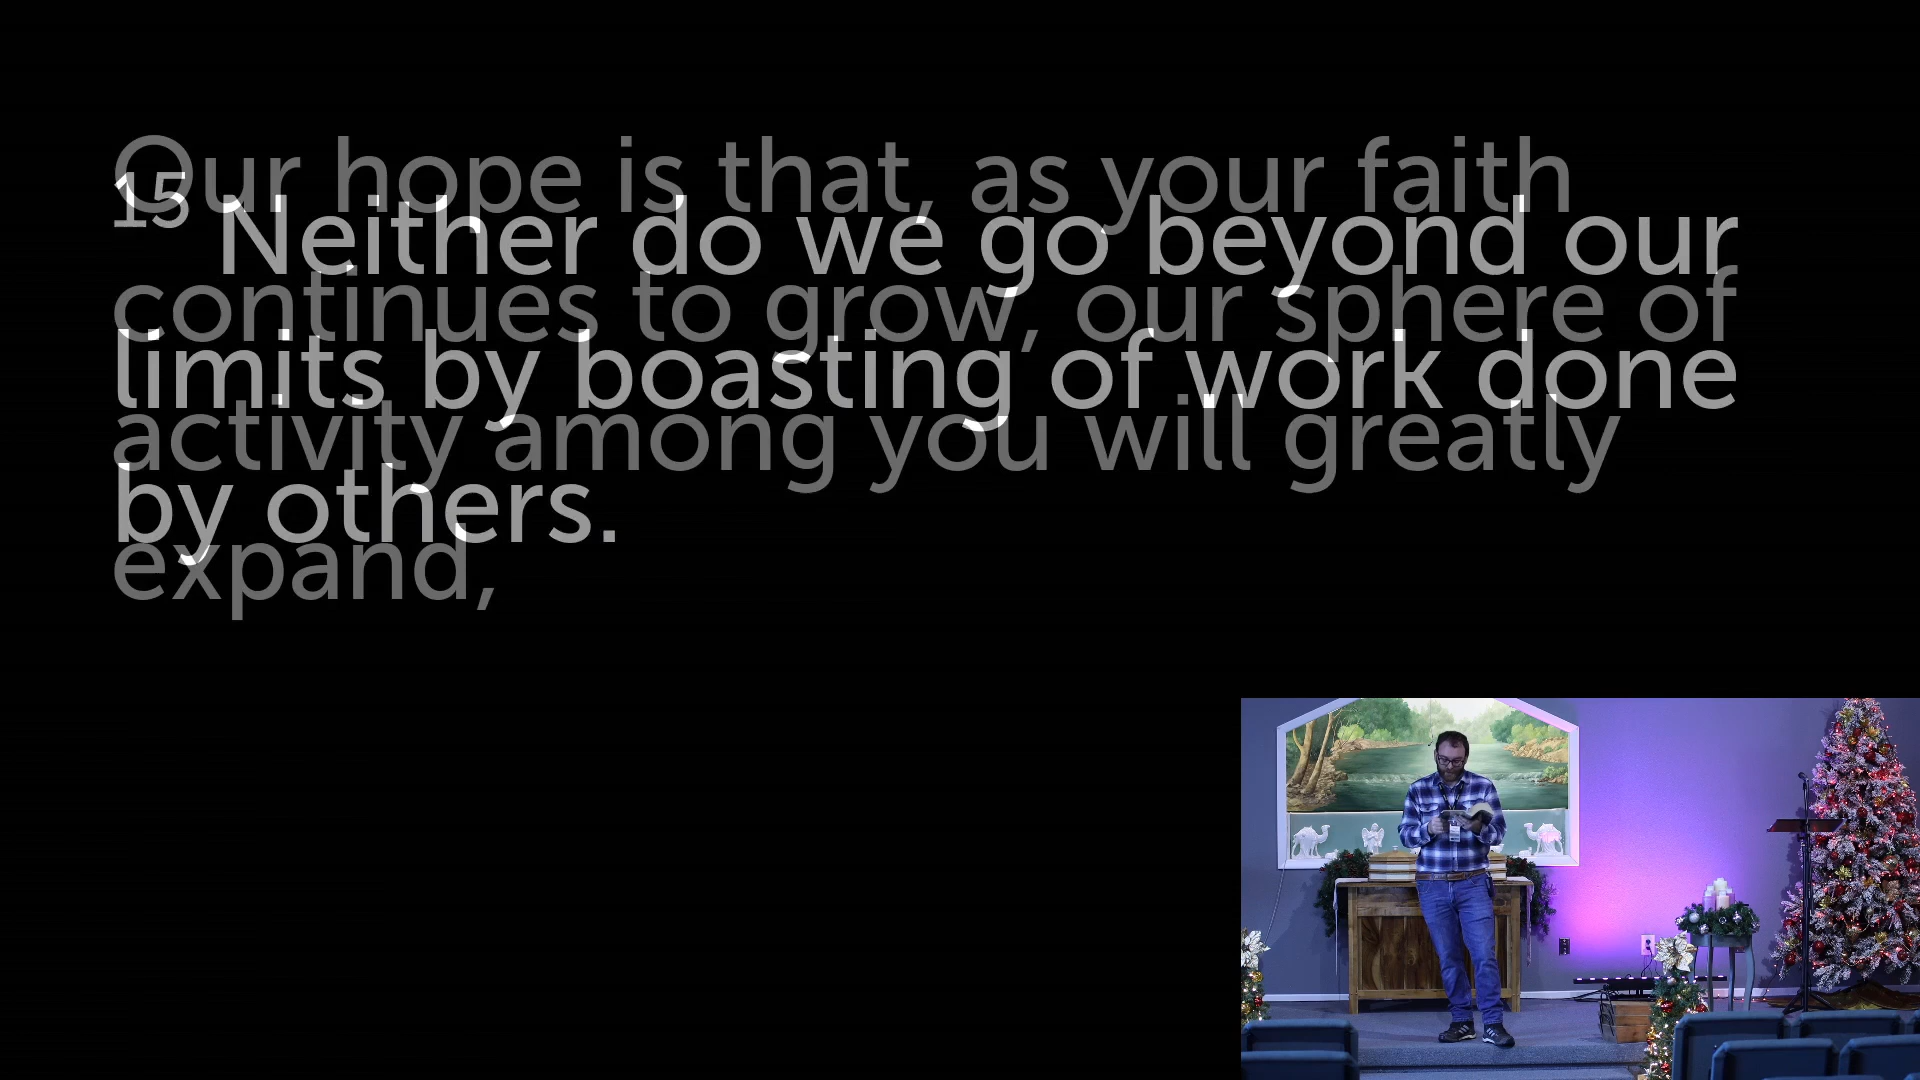 15 Neither do we go beyond our
limits by boasting of work done
by others.
Our hope is that, as your faith
continues to grow, our sphere of
activity among you will greatly
expand,